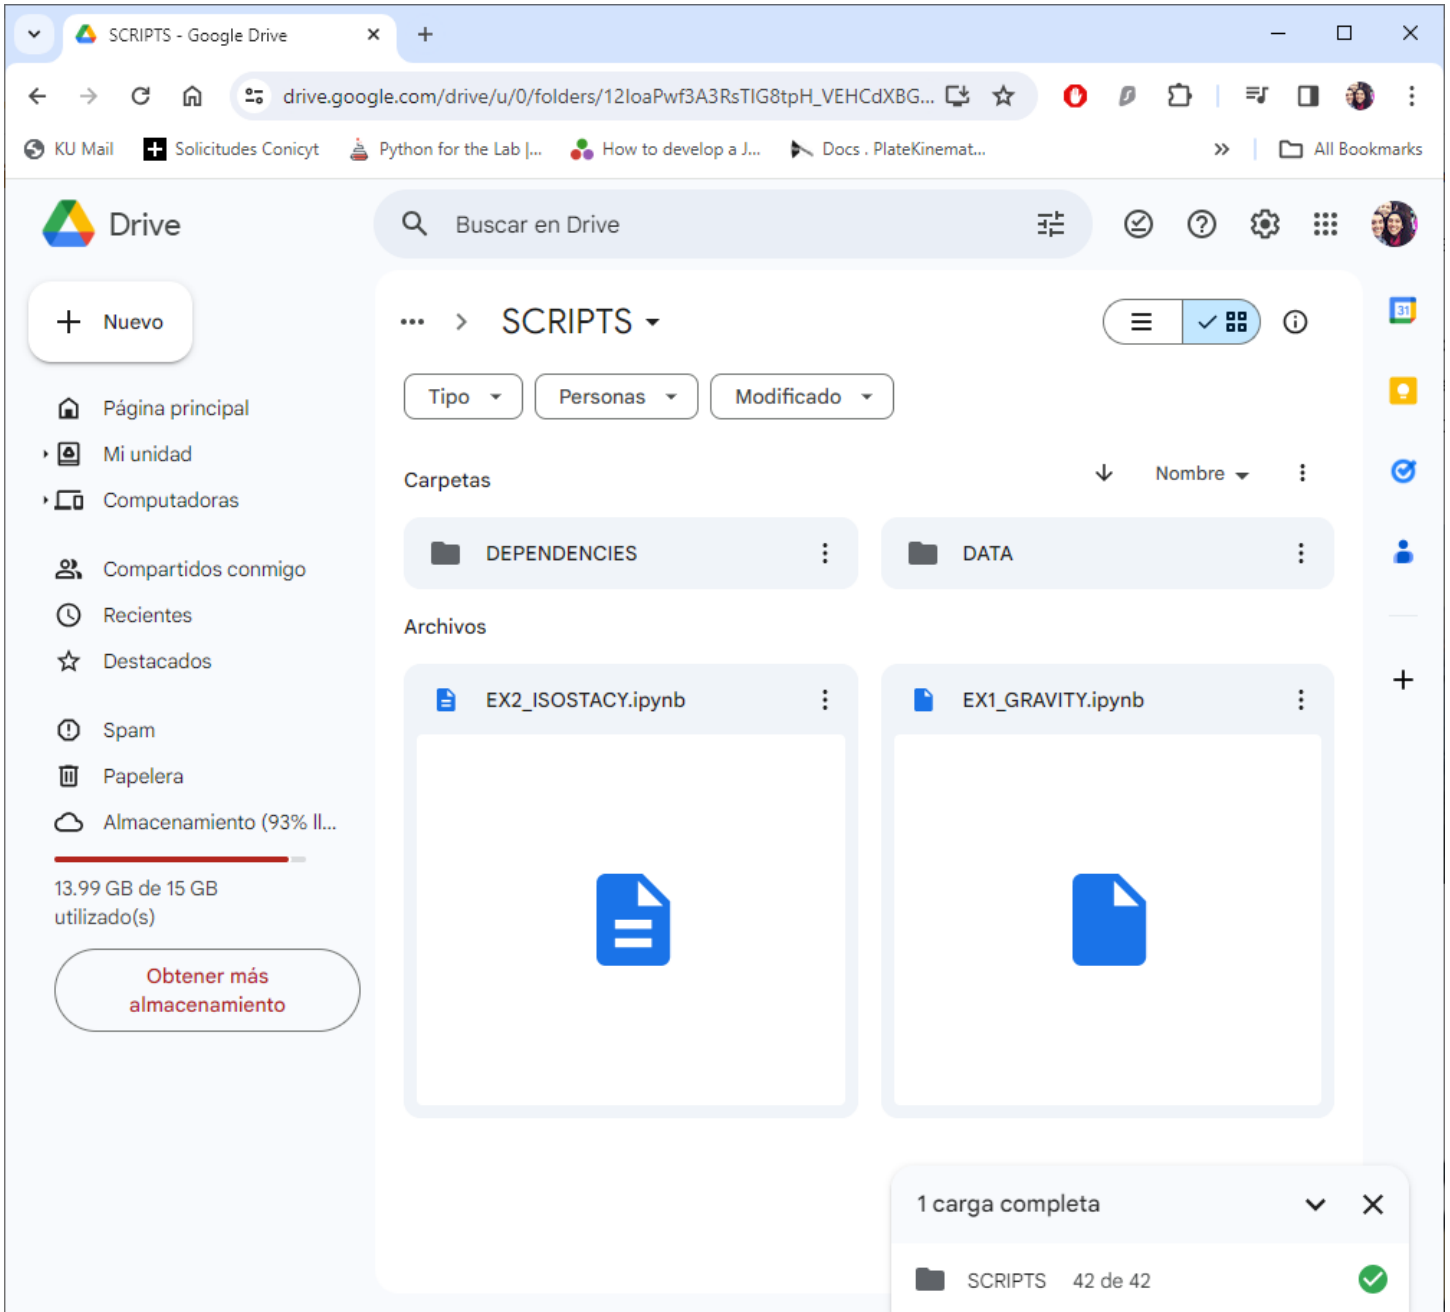 SCRIPTS - Google Drive
drive.google.com/drive/u/0/folders/12IoaPwf3A3RsTIG8tpH_VEHCdXBG...
KU Mail
Solicitudes Conicyt
Python for the Lab |...
How to develop a J...
Docs . PlateKinemat...
All Bookmarks
Drive
Buscar en Drive
Nuevo
SCRIPTS
31
Tipo
Personas
Modificado
Página principal
Mi unidad
Computadoras
Compartidos conmigo
Recientes
Destacados
Spam
Papelera
Almacenamiento (93% ll...
13.99 GB de 15 GB
utilizado(s)
Obtener más
almacenamiento
Carpetas
Nombre
DEPENDENCIES
DATA
Archivos
EX2_ISOSTACY.ipynb
EX1_GRAVITY.ipynb
1 carga completa
SCRIPTS 42 de 42